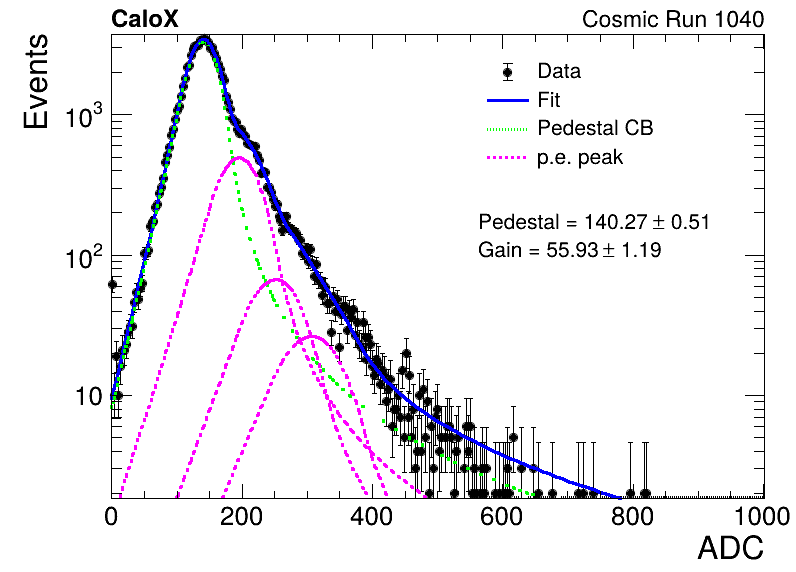 CaloX Cosmic Run 1040
Events
Data
Fit
Pedestal CB
p.e. peak
Pedestal = 140.27 ± 0.51
Gain = 55.93 ± 1.19
10³
10²
10
0 200 400 600 800 1000
ADC